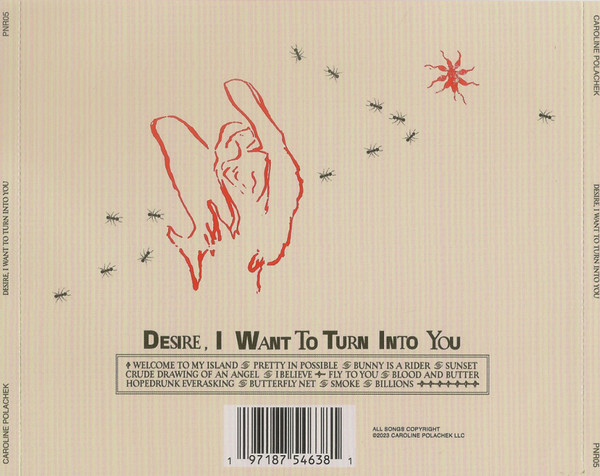 PNR05
DESIRE, I WANT TO TURN INTO YOU
CAROLINE POLACHEK
DESIRE, I WANT TO TURN INTO YOU
WELCOME TO MY ISLAND PRETTY IN POSSIBLE BUNNY IS A RIDER SUNSET
CRUDE DRAWING OF AN ANGEL I BELIEVE FLY TO YOU BLOOD AND BUTTER
HOPEDRUNK EVERASKING BUTTERFLY NET SMOKE BILLIONS
ALL SONGS COPYRIGHT
©2023 CAROLINE POLACHEK LLC
1 97187 54638 1
CAROLINE POLACHEK
DESIRE, I WANT TO TURN INTO YOU
PNR05